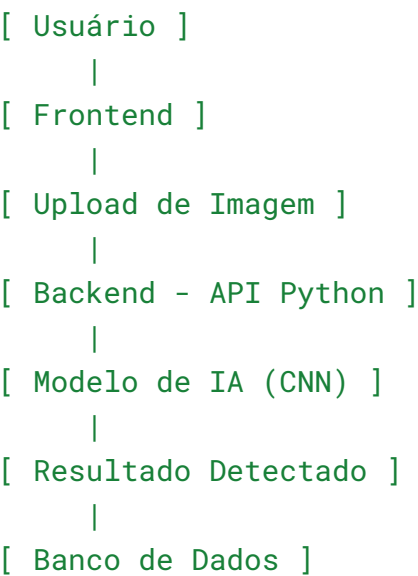 [ Usuário ]
|
[ Frontend ]
|
[ Upload de Imagem ]
|
[ Backend - API Python ]
|
[ Modelo de IA (CNN) ]
|
[ Resultado Detectado ]
|
[ Banco de Dados ]